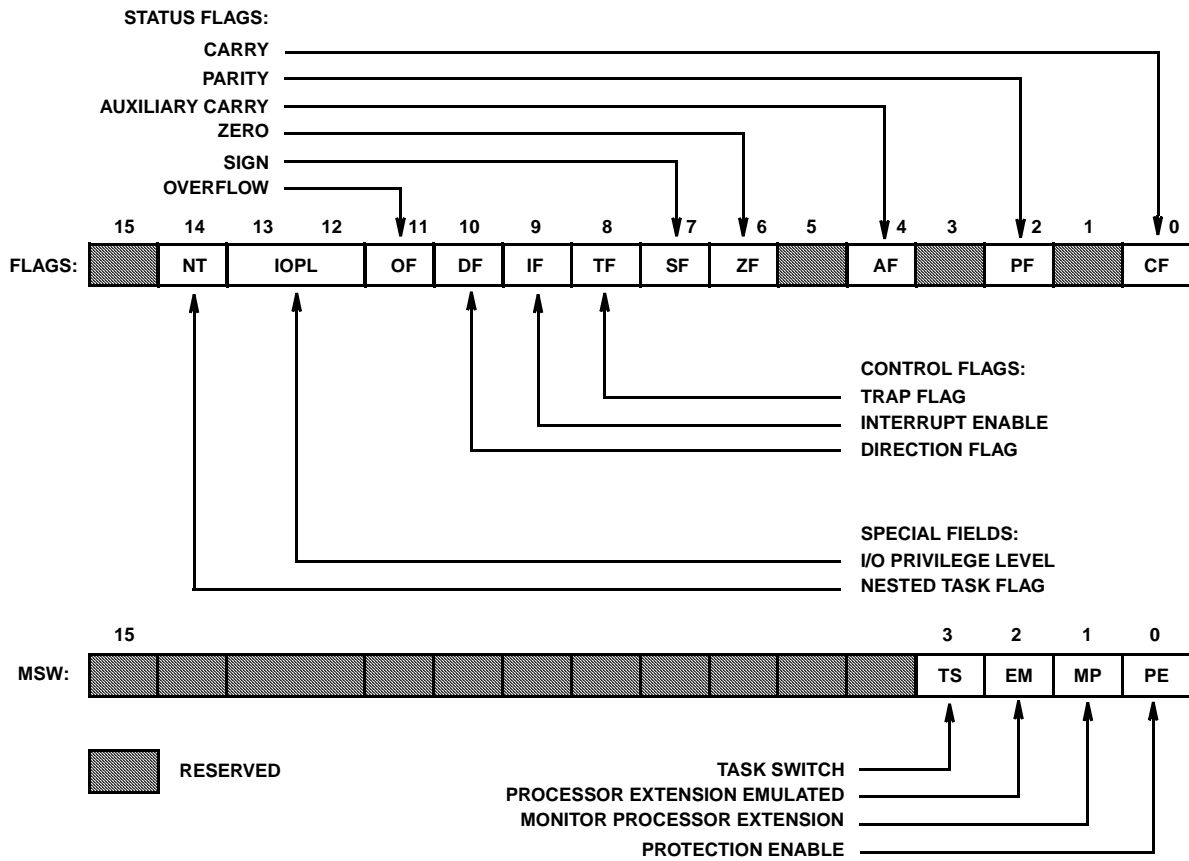 STATUS FLAGS:
CARRY
PARITY
AUXILIARY CARRY
ZERO
SIGN
OVERFLOW
15 14 13 12 11 10 9 8 7 6 5 4 3 2 1 0
FLAGS: NT IOPL OF DF IF TF SF ZF AF PF CF
CONTROL FLAGS:
TRAP FLAG
INTERRUPT ENABLE
DIRECTION FLAG
SPECIAL FIELDS:
I/O PRIVILEGE LEVEL
NESTED TASK FLAG
15 3 2 1 0
MSW: TS EM MP PE
RESERVED
TASK SWITCH
PROCESSOR EXTENSION EMULATED
MONITOR PROCESSOR EXTENSION
PROTECTION ENABLE